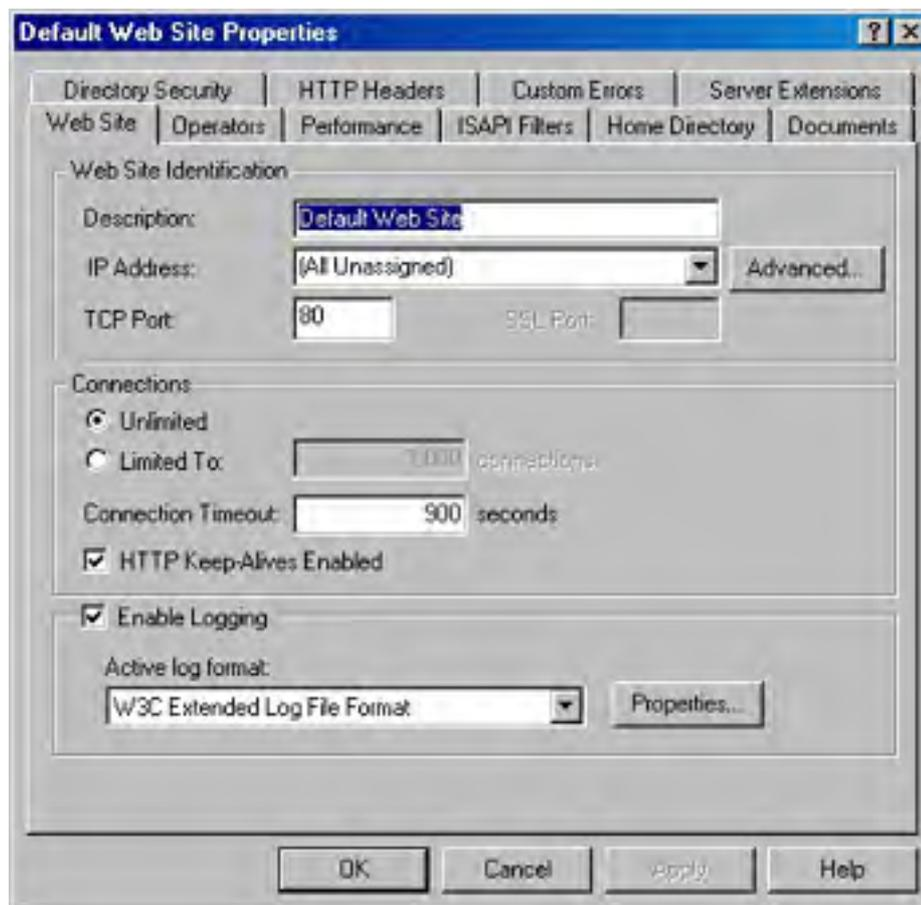 Default Web Site Properties
Directory Security HTTP Headers Custom Errors Server Extensions
Web Site Operators Performance ISAPI Filters Home Directory Documents
Web Site Identification
Description: Default Web Site
IP Address: (All Unassigned) Advanced...
TCP Port: 80 SSL Port:
Connections
Unlimited
Limited To: 1,000 connections
Connection Timeout: 900 seconds
HTTP Keep-Alives Enabled
Enable Logging
Active log format:
W3C Extended Log File Format Properties...
OK Cancel Apply Help